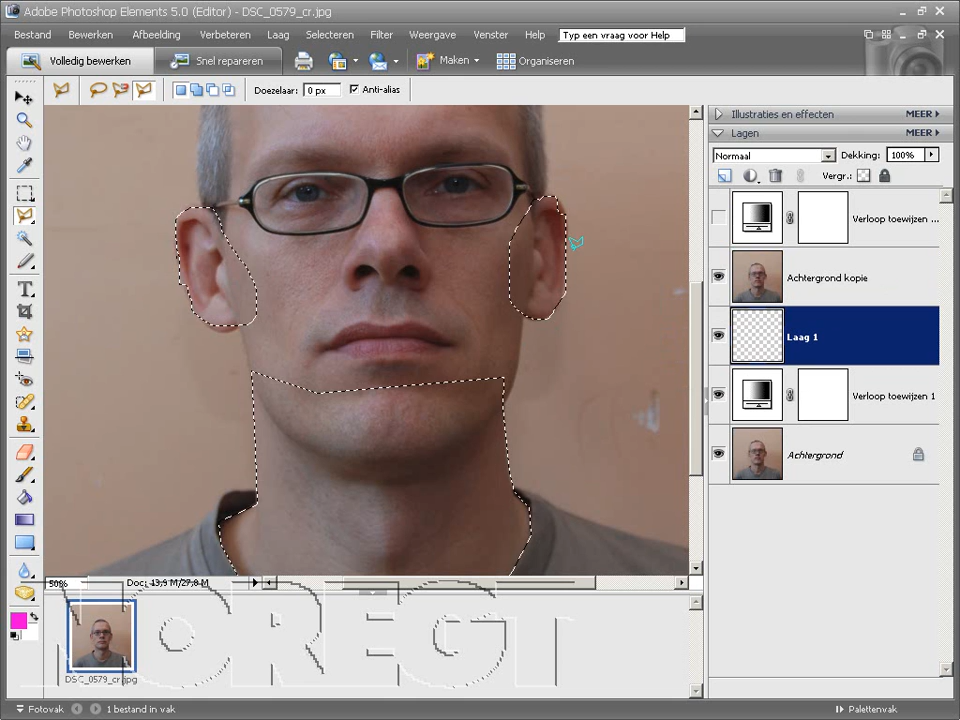 Adobe Photoshop Elements 5.0 (Editor) - DSC_0579_cr.jpg
Bestand Bewerken Afbeelding Verbeteren Laag Selecteren Filter Weergave Venster Help Typ een vraag voor Help
Volledig bewerken Snel repareren Maken Organiseren
Doezelaar: 0 px Anti-alias
Illustraties en effecten MEER
Lagen MEER
Normaal Dekking: 100%
Vergr.:
Verloop toewijzen ...
Achtergrond kopie
Laag 1
Verloop toewijzen 1
Achtergrond
50% Doc: 13,9 M/27,8 M
DSC_0579_cr.jpg
Fotovak 1 bestand in vak Palettenvak